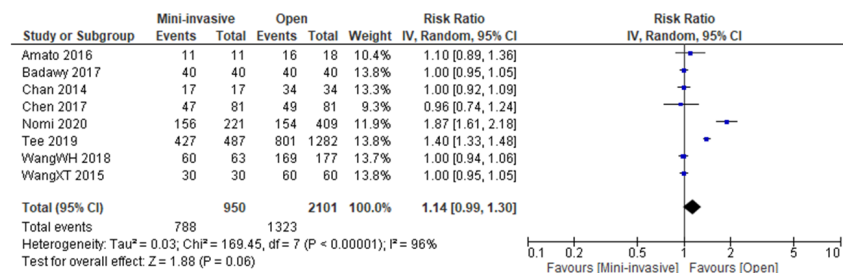 Mini-invasive Open Risk Ratio Risk Ratio
Study or Subgroup Events Total Events Total Weight IV, Random, 95% CI IV, Random, 95% CI
Amato 2016 11 11 16 18 10.4% 1.10 [0.89, 1.36]
Badawy 2017 40 40 40 40 13.8% 1.00 [0.95, 1.05]
Chan 2014 17 17 34 34 13.5% 1.00 [0.92, 1.09]
Chen 2017 47 81 49 81 9.3% 0.96 [0.74, 1.24]
Nomi 2020 156 221 154 409 11.9% 1.87 [1.61, 2.18]
Tee 2019 427 487 801 1282 13.8% 1.40 [1.33, 1.48]
WangWH 2018 60 63 169 177 13.7% 1.00 [0.94, 1.06]
WangXT 2015 30 30 60 60 13.8% 1.00 [0.95, 1.05]
Total (95% CI) 950 2101 100.0% 1.14 [0.99, 1.30]
Total events 788 1323
Heterogeneity: Tau² = 0.03; Chi² = 169.45, df = 7 (P < 0.00001); I² = 96%
Test for overall effect: Z = 1.88 (P = 0.06)
0.1 0.2 0.5 1 2 5 10
Favours [Mini-invasive] Favours [Open]